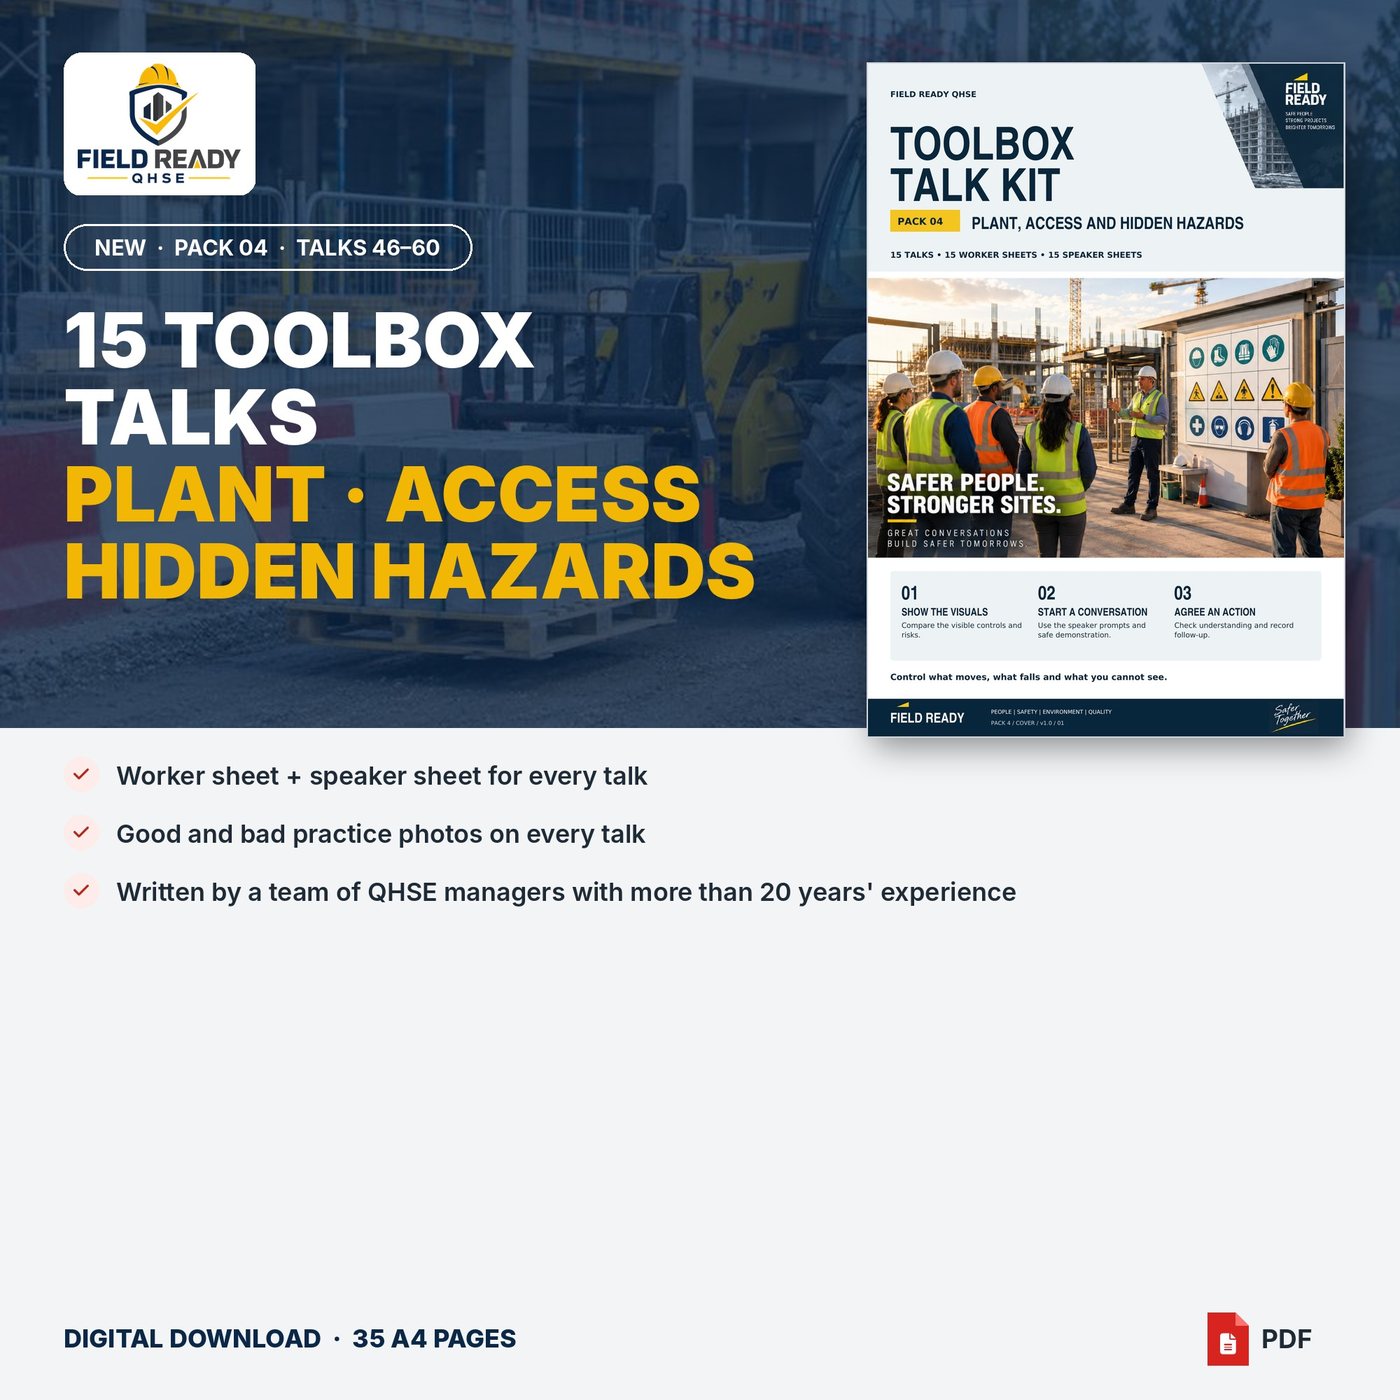 FIELD READY
QHSE
NEW · PACK 04 · TALKS 46–60
15 TOOLBOX
TALKS
PLANT · ACCESS
HIDDEN HAZARDS
FIELD READY QHSE
FIELD
READY
SAFE PEOPLE
STRONG PROJECTS
BRIGHTER TOMORROWS
TOOLBOX
TALK KIT
PACK 04 PLANT, ACCESS AND HIDDEN HAZARDS
15 TALKS • 15 WORKER SHEETS • 15 SPEAKER SHEETS
SAFER PEOPLE.
STRONGER SITES.
GREAT CONVERSATIONS
BUILD SAFER TOMORROWS.
01
SHOW THE VISUALS
Compare the visible controls and
risks.
02
START A CONVERSATION
Use the speaker prompts and
safe demonstration.
03
AGREE AN ACTION
Check understanding and record
follow-up.
Control what moves, what falls and what you cannot see.
FIELD READY
PEOPLE | SAFETY | ENVIRONMENT | QUALITY
PACK 4 / COVER / v1.0 / 01
Safer
Together
Worker sheet + speaker sheet for every talk
Good and bad practice photos on every talk
Written by a team of QHSE managers with more than 20 years' experience
DIGITAL DOWNLOAD · 35 A4 PAGES
PDF